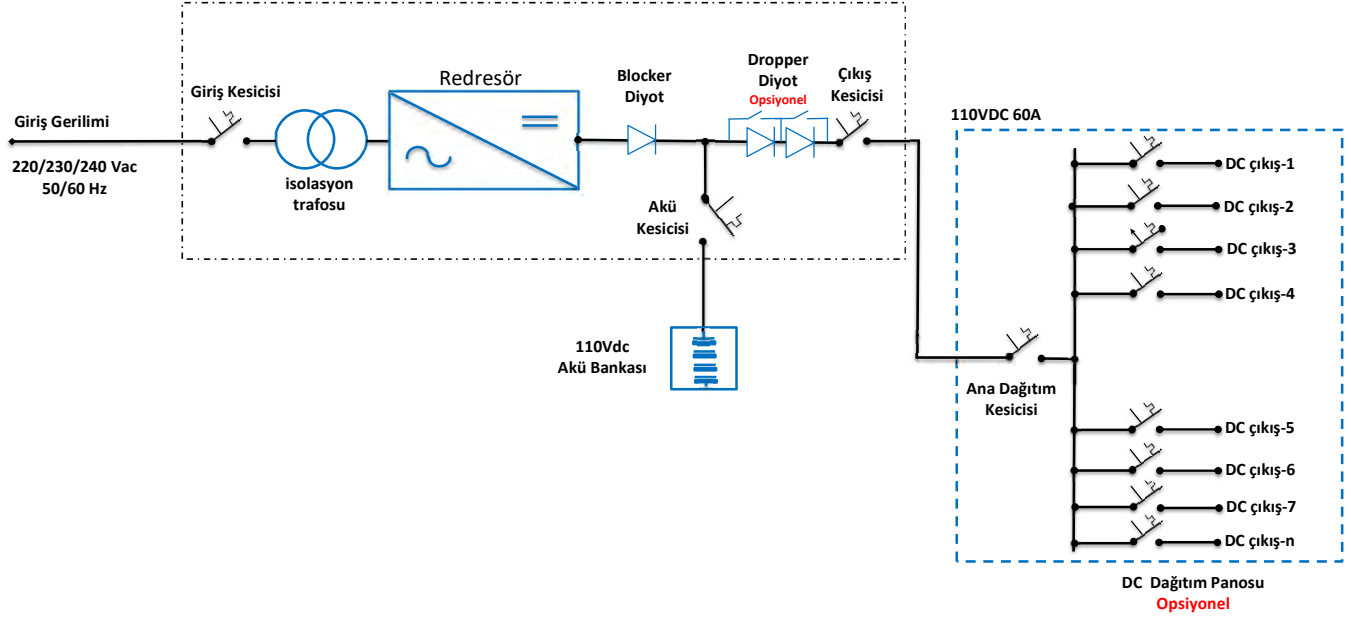 Giriş Gerilimi
220/230/240 Vac
50/60 Hz
Giriş Kesicisi
isolasyon
trafosu
Redresör
Blocker
Diyot
Dropper
Diyot
Opsiyonel
Çıkış
Kesicisi
Akü
Kesicisi
110Vdc
Akü Bankası
110VDC 60A
Ana Dağıtım
Kesicisi
DC çıkış-1
DC çıkış-2
DC çıkış-3
DC çıkış-4
DC çıkış-5
DC çıkış-6
DC çıkış-7
DC çıkış-n
DC Dağıtım Panosu
Opsiyonel